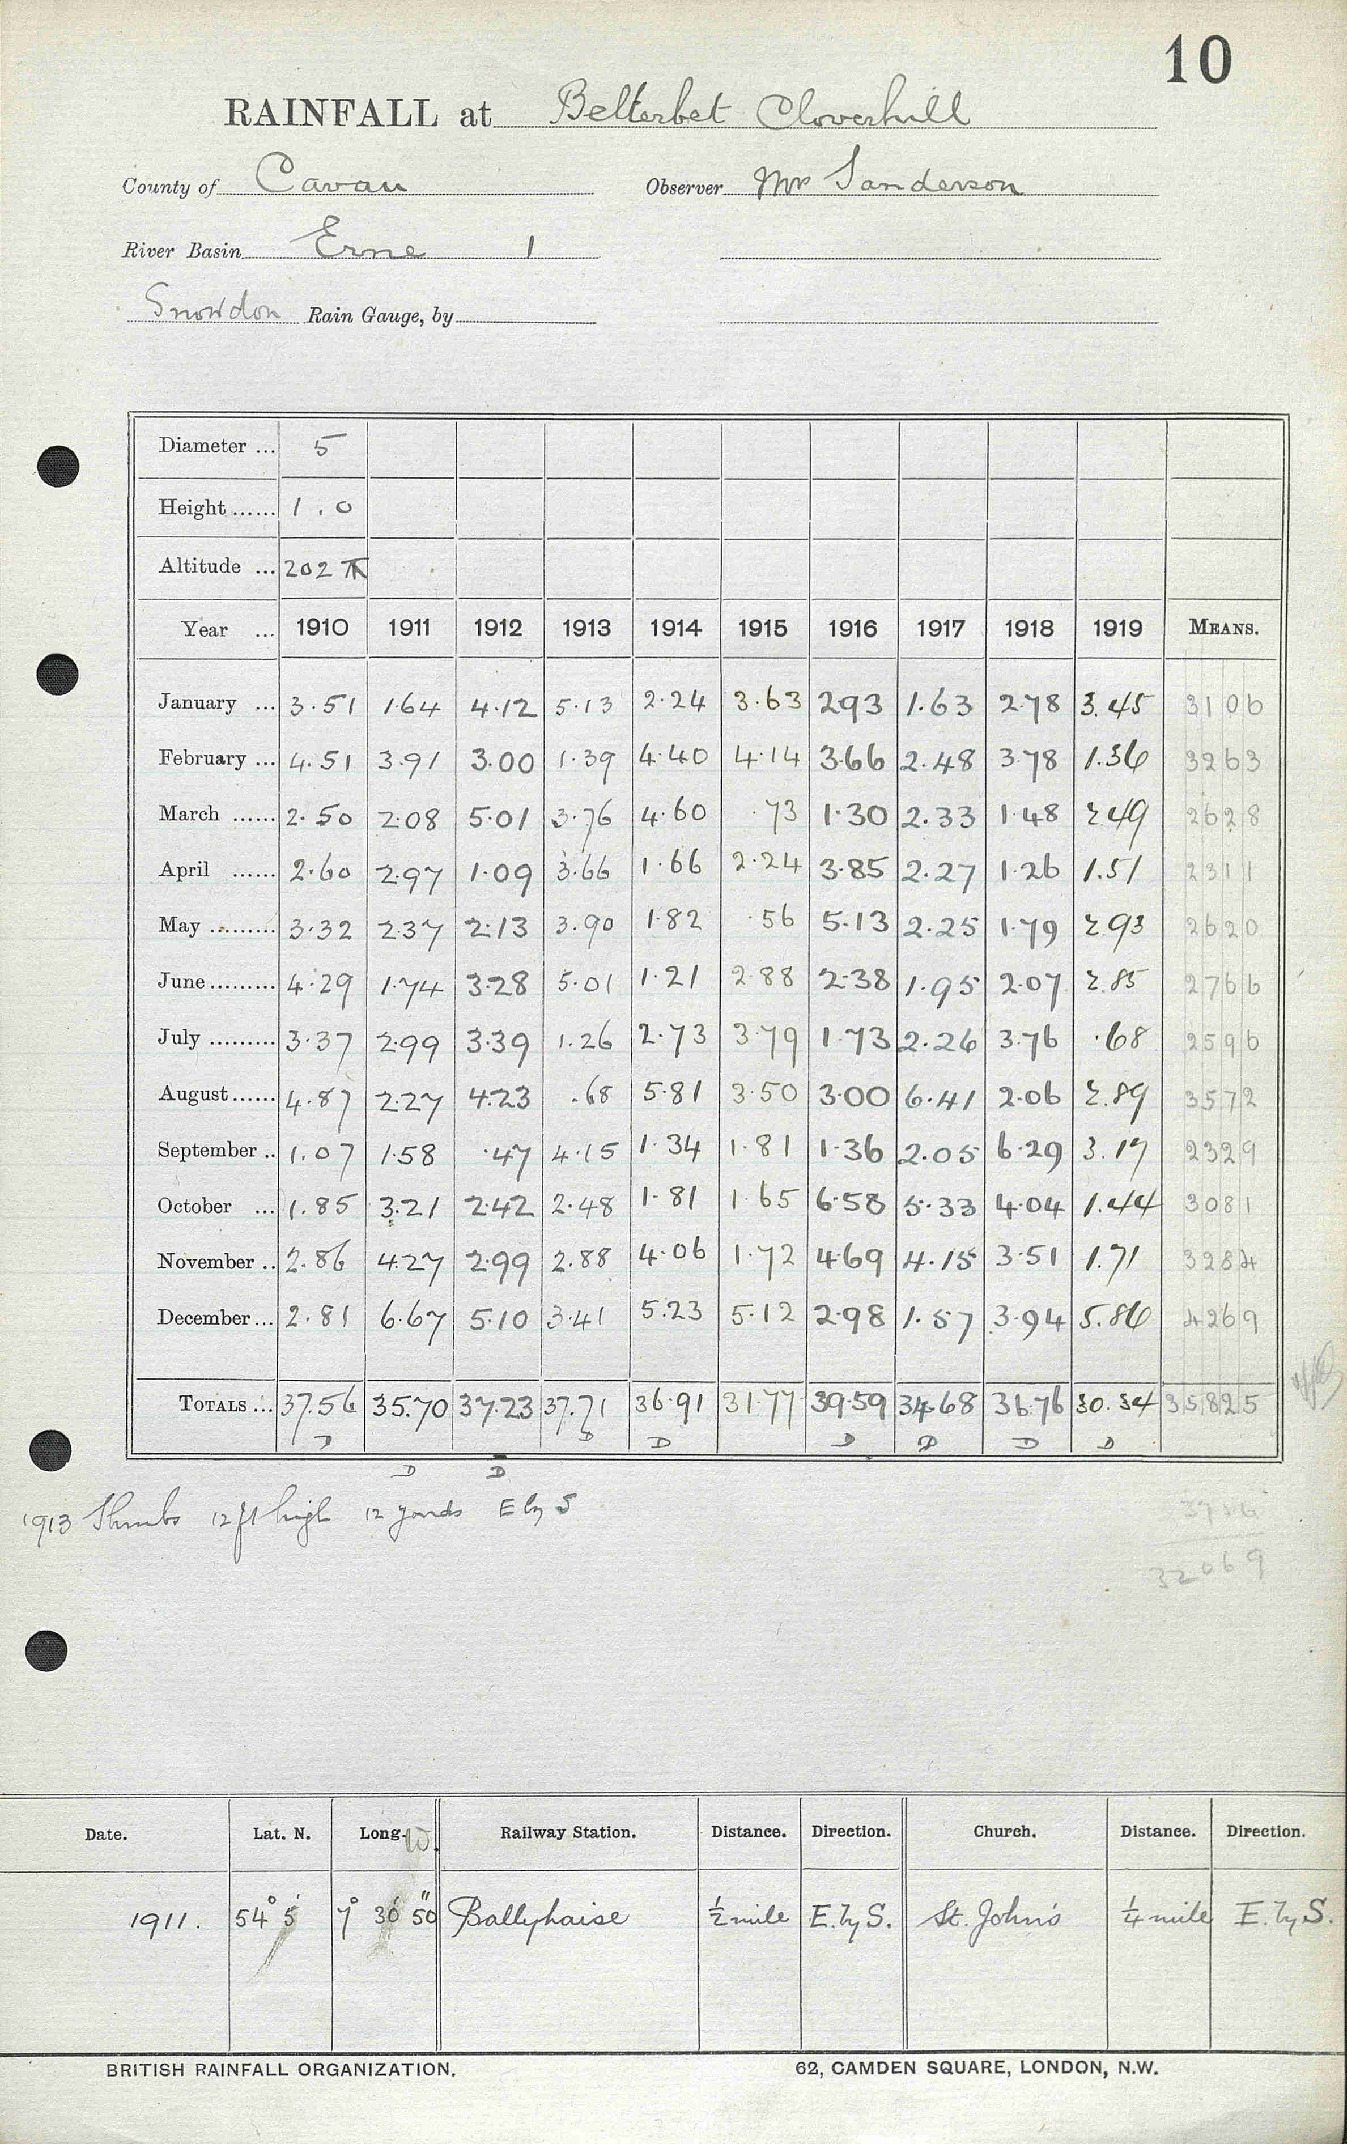 10
RAINFALL at Belterbet Cloverhill
County of Cavan Observer Mrs Sanderson
River Basin Erne 1
Snowdon Rain Gauge, by
Diameter ... 5
Height ...... 1.0
Altitude ... 202
Year ... 1910 1911 1912 1913 1914 1915 1916 1917 1918 1919 MEANS.
January ... 3.51 1.64 4.12 5.13 2.24 3.63 2.93 1.63 2.78 3.45 3106
February ... 4.51 3.91 3.00 1.39 4.40 4.14 3.66 2.48 3.78 1.36 3263
March ...... 2.50 2.08 5.01 3.76 4.60 .73 1.30 2.33 1.48 2.49 2628
April ...... 2.60 2.97 1.09 3.66 1.66 2.24 3.85 2.27 1.26 1.51 2311
May ......... 3.32 2.37 2.13 3.90 1.82 .56 5.13 2.25 1.79 2.93 2620
June ......... 4.29 1.74 3.28 5.01 1.21 2.88 2.38 1.95 2.07 2.85 2766
July ......... 3.37 2.99 3.39 1.26 2.73 3.79 1.73 2.26 3.76 .68 2596
August ...... 4.87 2.27 4.23 .68 5.81 3.50 3.00 6.41 2.06 2.89 3572
September .. 1.07 1.58 .47 4.15 1.34 1.81 1.36 2.05 6.29 3.17 2329
October ... 1.85 3.21 2.42 2.48 1.81 1.65 6.58 5.33 4.04 1.44 3081
November .. 2.86 4.27 2.99 2.88 4.06 1.72 4.69 4.15 3.51 1.71 3284
December ... 2.81 6.67 5.10 3.41 5.23 5.12 2.98 1.57 3.94 5.86 4269
TOTALS ... 37.56 35.70 37.23 37.71 36.91 31.77 39.59 34.68 36.76 30.34 35825
D D D D D D D
D D
1913 Shrubs 12 ft high 12 yards E by S
32069
Date. Lat. N. Long. W. Railway Station. Distance. Direction. Church. Distance. Direction.
1911. 54° 5' 7° 30' 50" Ballyhaise ½ mile E. by S. St. John's ¼ mile E. by S.
BRITISH RAINFALL ORGANIZATION. 62, CAMDEN SQUARE, LONDON, N.W.